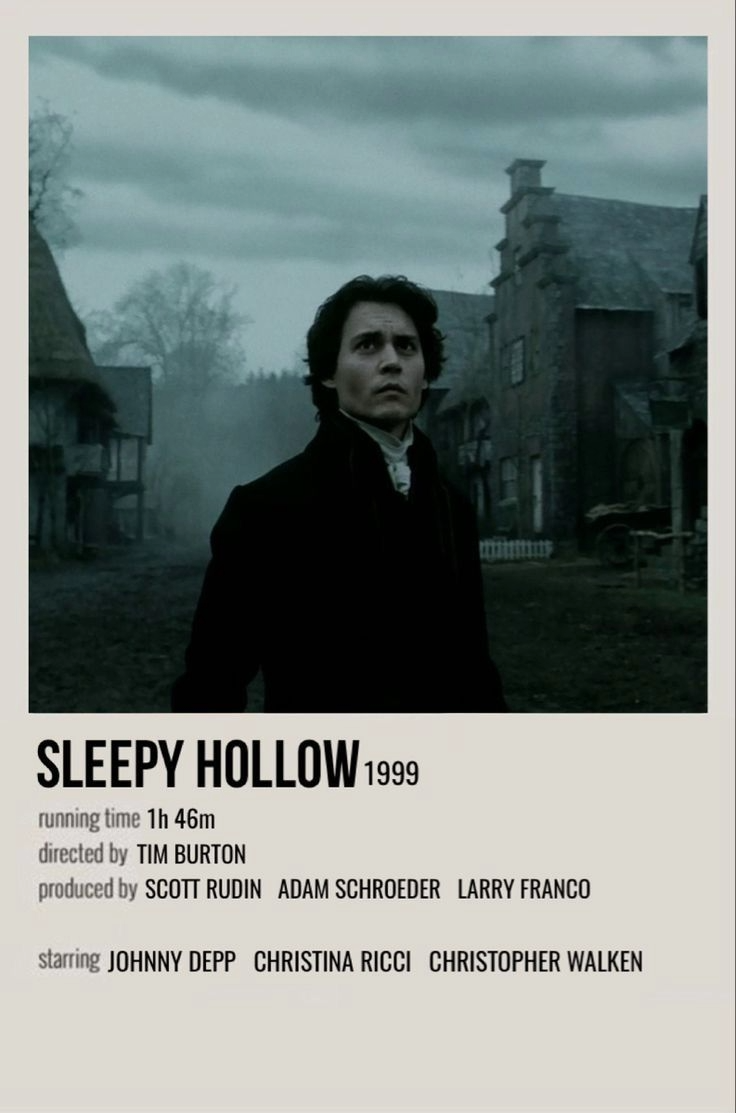 SLEEPY HOLLOW 1999
running time 1h 46m
directed by TIM BURTON
produced by SCOTT RUDIN ADAM SCHROEDER LARRY FRANCO
starring JOHNNY DEPP CHRISTINA RICCI CHRISTOPHER WALKEN